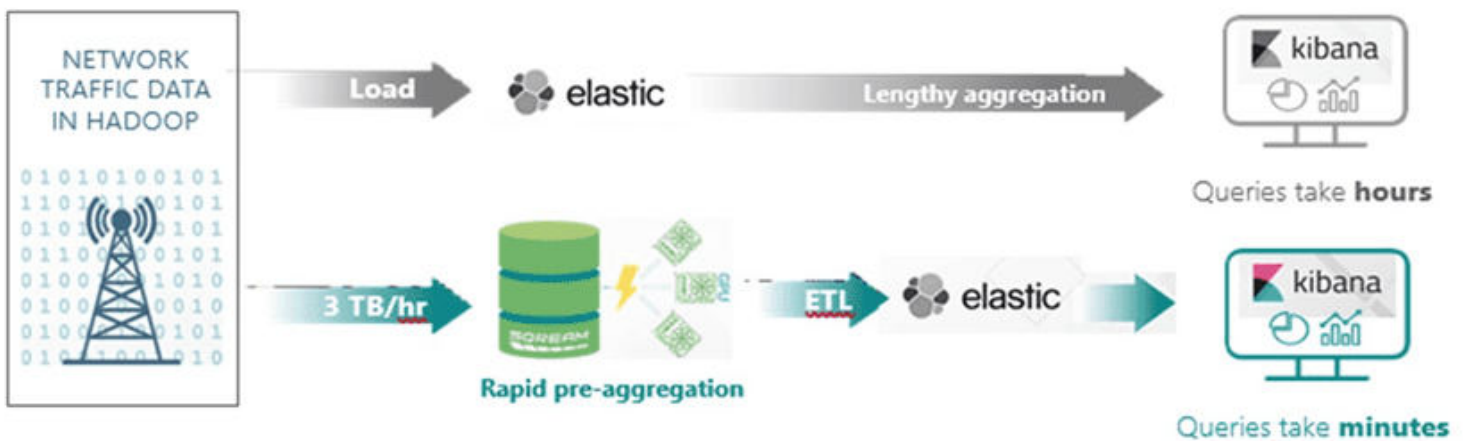 NETWORK
TRAFFIC DATA
IN HADOOP
Load
elastic
Lengthy aggregation
kibana
Queries take hours
3 TB/hr
SQREAM
GPU
Rapid pre-aggregation
ETL
elastic
kibana
Queries take minutes